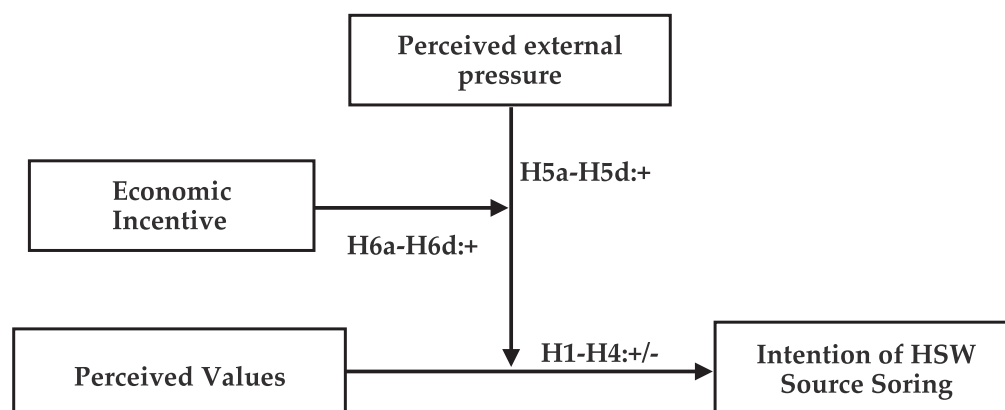 Perceived external
pressure
H5a-H5d:+
Economic
Incentive
H6a-H6d:+
H1-H4:+/-
Perceived Values
Intention of HSW
Source Soring